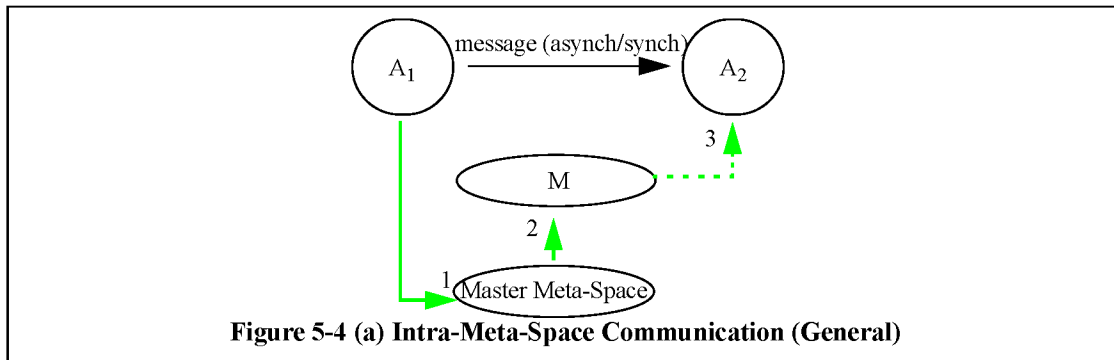 message (asynch/synch)
A1
A2
3
M
2
1
Master Meta-Space
Figure 5-4 (a) Intra-Meta-Space Communication (General)